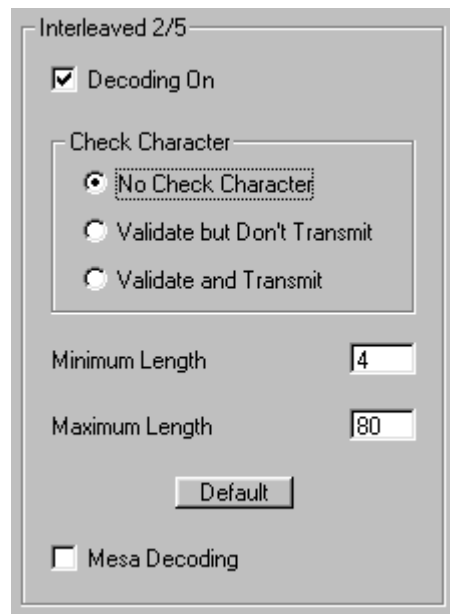 Interleaved 2/5
Decoding On
Check Character
No Check Character
Validate but Don't Transmit
Validate and Transmit
Minimum Length 4
Maximum Length 80
Default
Mesa Decoding